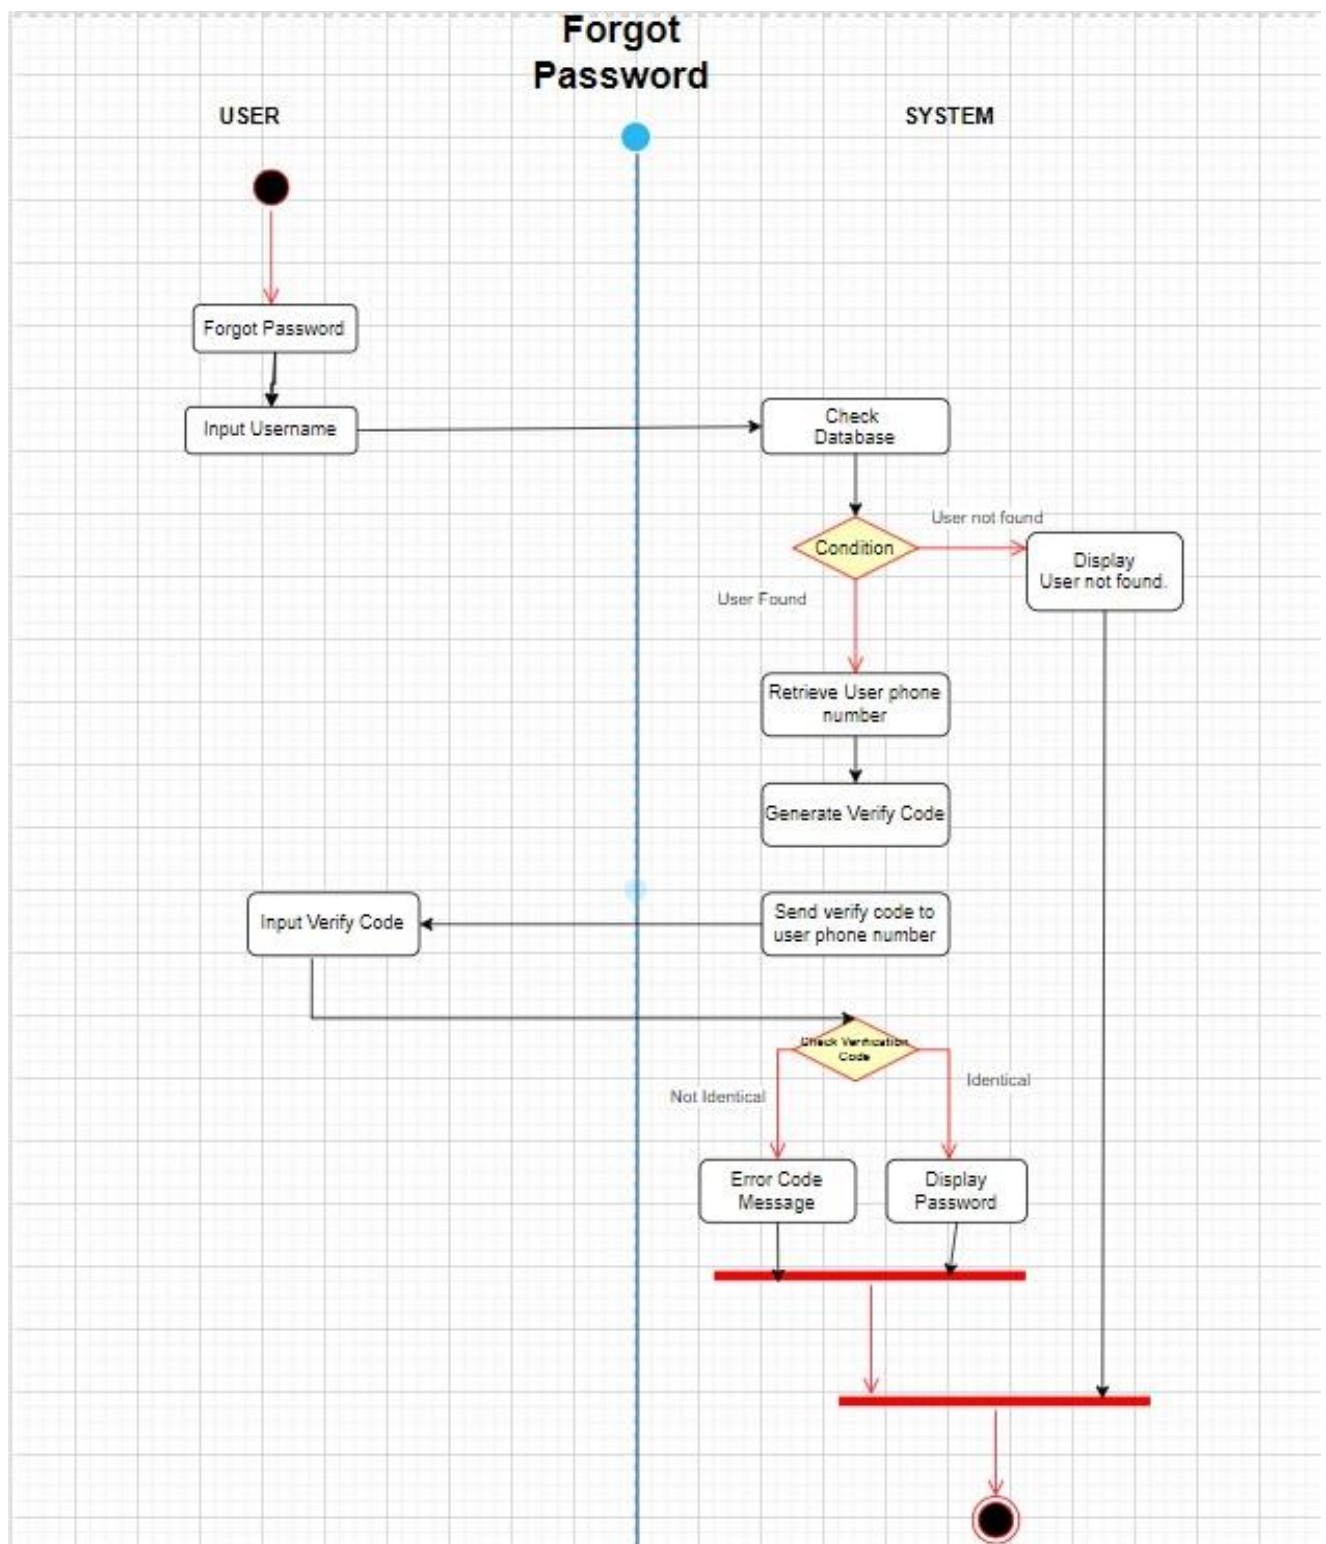 Forgot
Password
USER
SYSTEM
Forgot Password
Input Username
Check
Database
User not found
Condition
Display
User not found.
User Found
Retrieve User phone
number
Generate Verify Code
Input Verify Code
Send verify code to
user phone number
Check Verification
Code
Identical
Not Identical
Error Code
Message
Display
Password